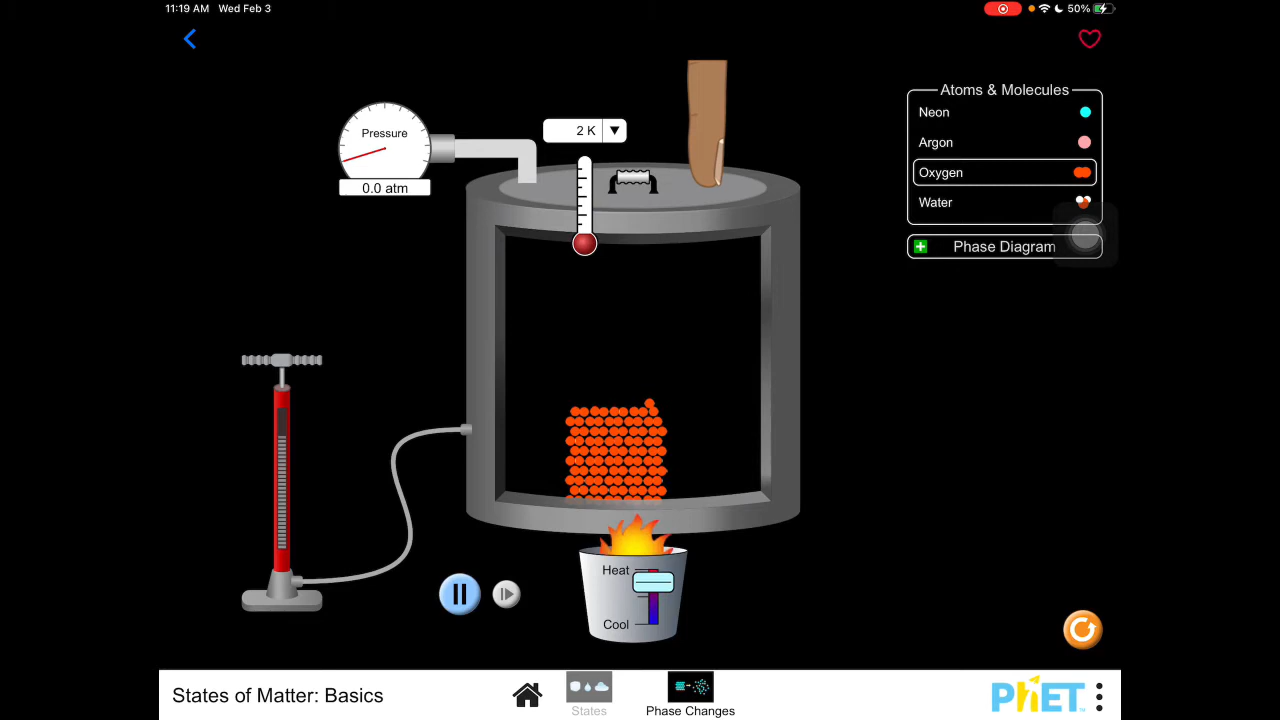 11:19 AM Wed Feb 3
50%
Atoms & Molecules
Neon
Argon
Oxygen
Water
Phase Diagram
Pressure
0.0 atm
2 K
Heat
Cool
States of Matter: Basics
States
Phase Changes
PhET